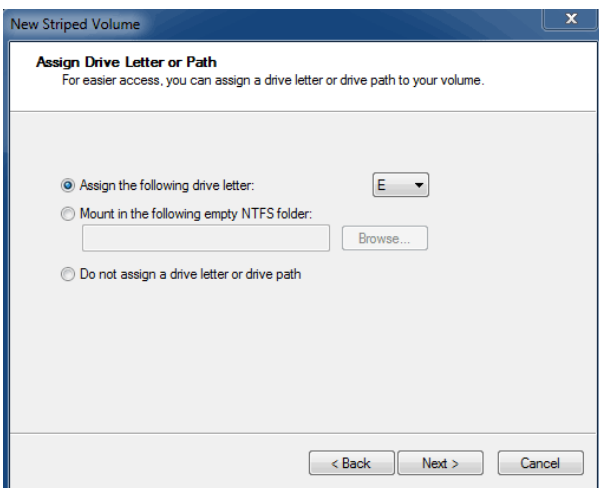 New Striped Volume
Assign Drive Letter or Path
For easier access, you can assign a drive letter or drive path to your volume.
Assign the following drive letter: E
Mount in the following empty NTFS folder:
Browse...
Do not assign a drive letter or drive path
< Back Next > Cancel